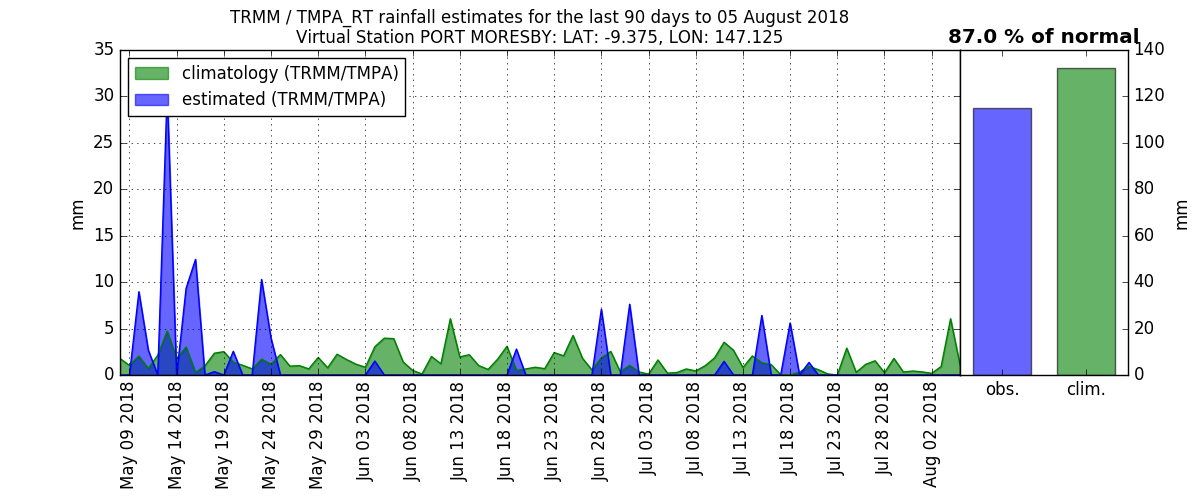 TRMM / TMPA_RT rainfall estimates for the last 90 days to 05 August 2018
Virtual Station PORT MORESBY: LAT: -9.375, LON: 147.125
87.0 % of normal
climatology (TRMM/TMPA)
estimated (TRMM/TMPA)
35
30
25
20
15
10
5
0
mm
May 09 2018
May 14 2018
May 19 2018
May 24 2018
May 29 2018
Jun 03 2018
Jun 08 2018
Jun 13 2018
Jun 18 2018
Jun 23 2018
Jun 28 2018
Jul 03 2018
Jul 08 2018
Jul 13 2018
Jul 18 2018
Jul 23 2018
Jul 28 2018
Aug 02 2018
140
120
100
80
60
40
20
0
mm
obs.
clim.